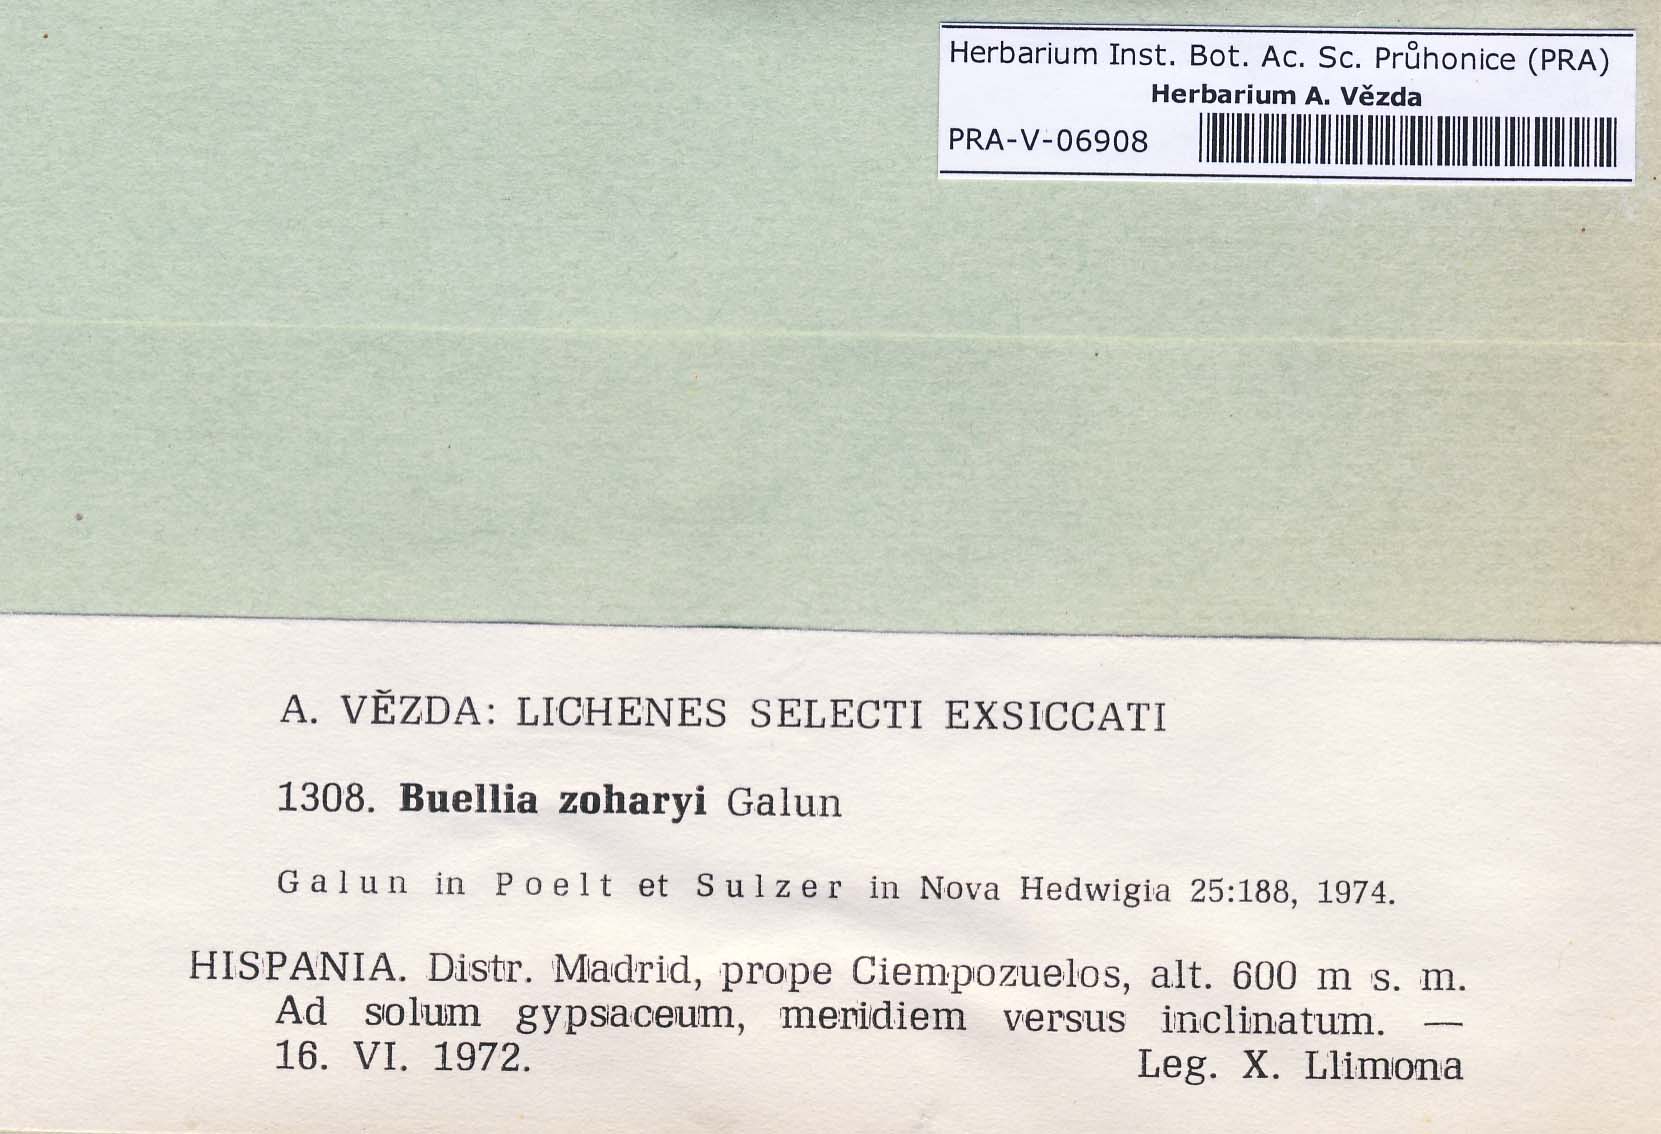 Herbarium Inst. Bot. Ac. Sc. Průhonice (PRA)
Herbarium A. Vězda
PRA-V-06908
A. VĚZDA: LICHENES SELECTI EXSICCATI
1308. Buellia zoharyi Galun
Galun in Poelt et Sulzer in Nova Hedwigia 25:188, 1974.
HISPANIA. Distr. Madrid, prope Ciempozuelos, alt. 600 m s. m.
Ad solum gypsaceum, meridiem versus inclinatum. —
16. VI. 1972. Leg. X. Llimona